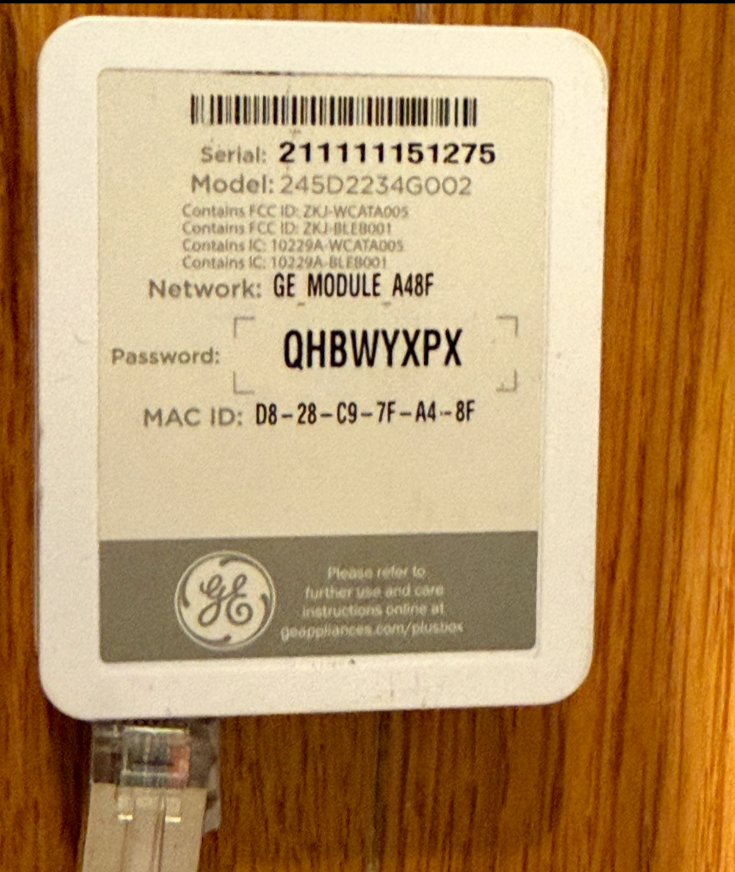 Serial: 211111151275
Model: 245D2234G002
Contains FCC ID: ZKJ-WCATA005
Contains FCC ID: ZKJ-BLEB001
Contains IC: 10229A-WCATA005
Contains IC: 10229A-BLEB001
Network: GE_MODULE_A48F
Password: QHBWYXPX
MAC ID: D8-28-C9-7F-A4-8F
GE
Please refer to
further use and care
instructions online at
geappliances.com/plusbox